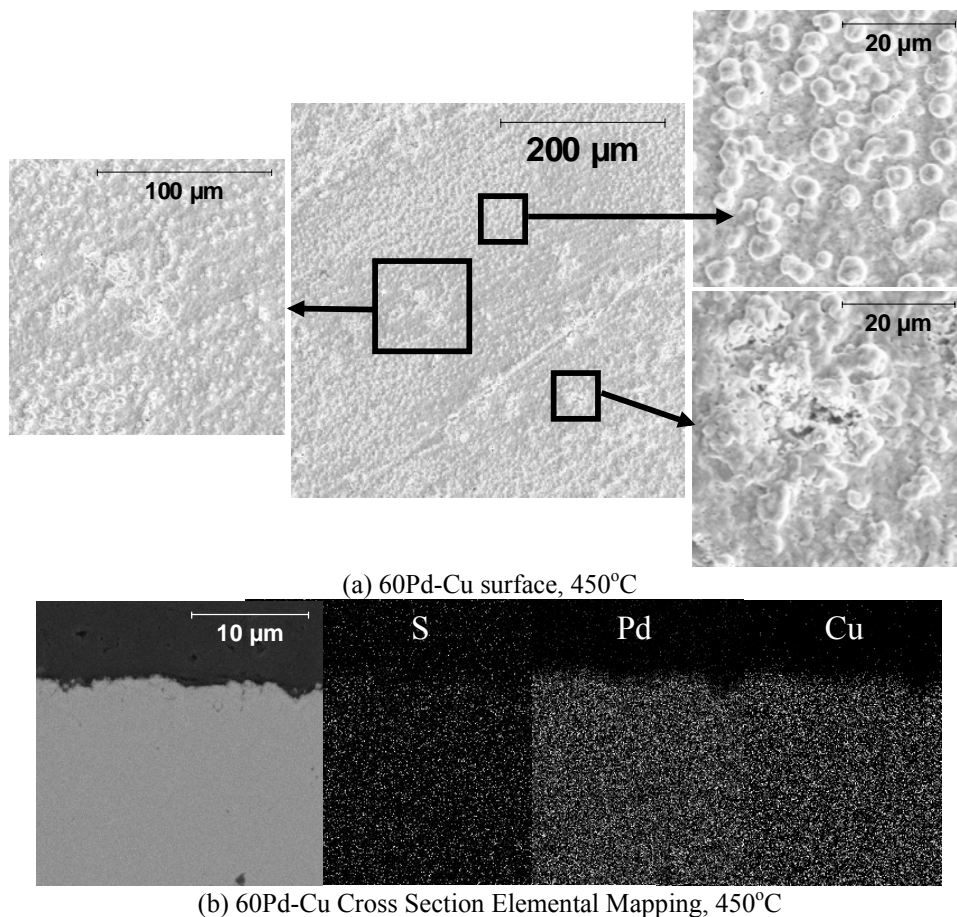 20 µm
200 µm
100 µm
20 µm
(a) 60Pd-Cu surface, 450°C
10 µm
S
Pd
Cu
(b) 60Pd-Cu Cross Section Elemental Mapping, 450°C